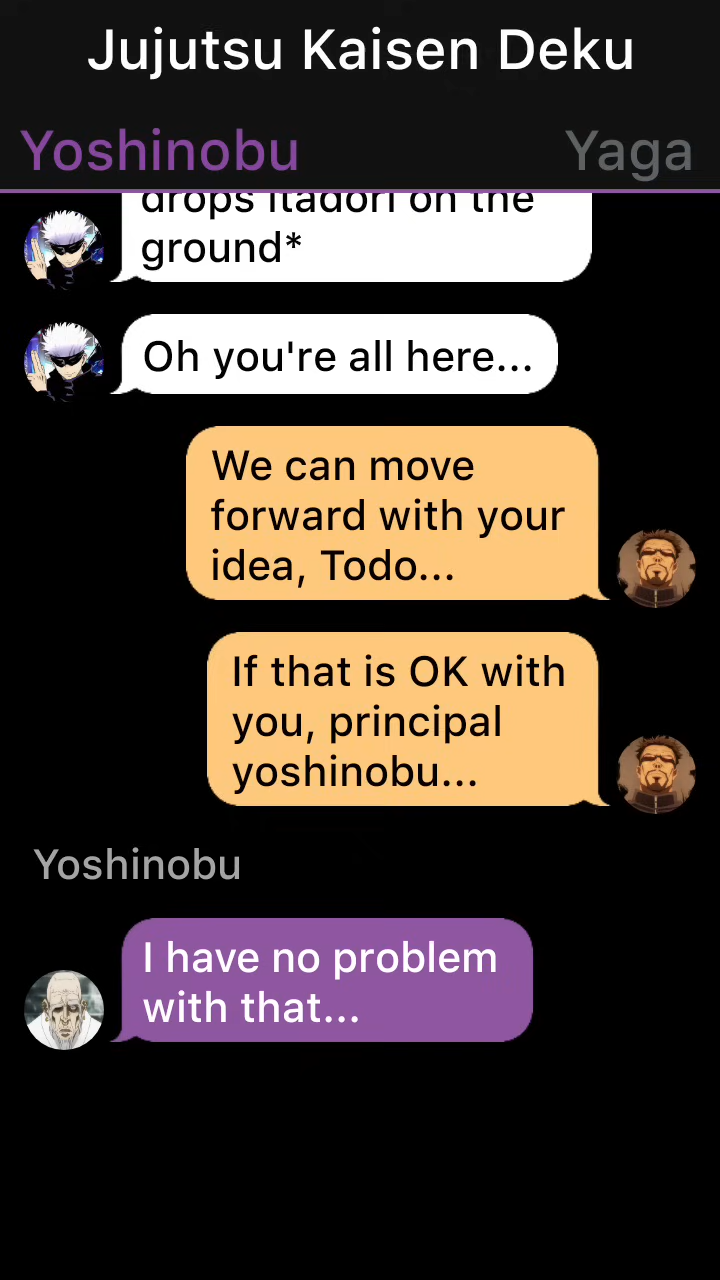 Jujutsu Kaisen Deku
Yoshinobu Yaga
drops Itadori on the
ground*
Oh you're all here...
We can move
forward with your
idea, Todo...
If that is OK with
you, principal
yoshinobu...
Yoshinobu
I have no problem
with that...